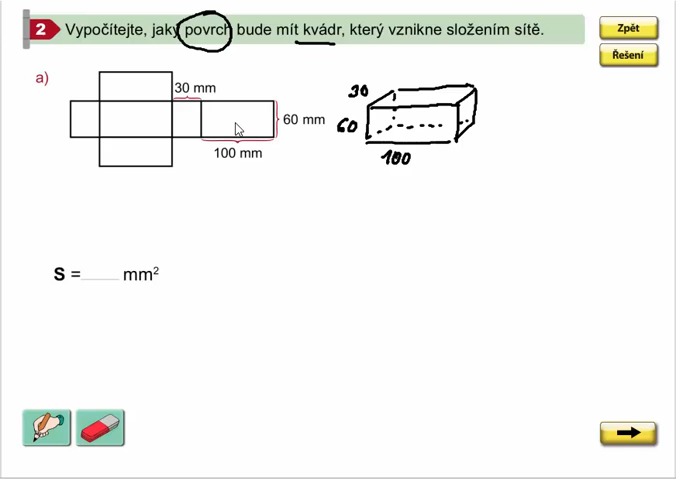 2 Vypočítejte, jaký povrch bude mít kvádr, který vznikne složením sítě.
Zpět
Řešení
a)
30 mm
60 mm
100 mm
30
60
100
S = mm²